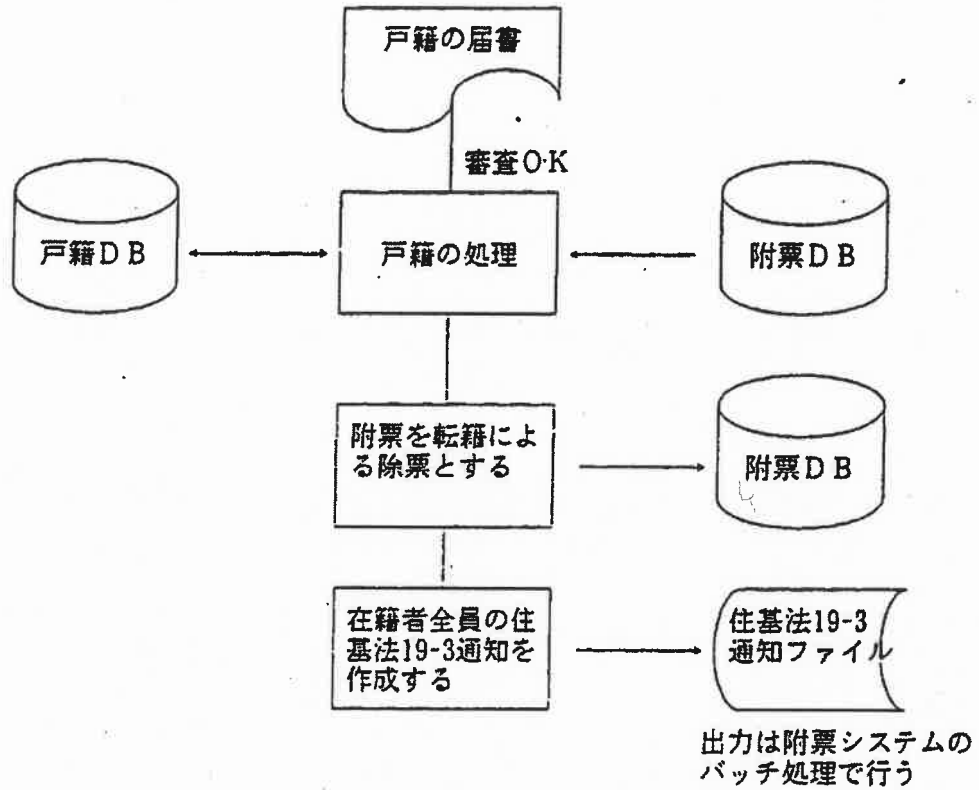 戸籍の届書
審査O·K
戸籍DB
戸籍の処理
附票DB
附票を転籍によ
る除票とする
附票DB
在籍者全員の住
基法19-3通知を
作成する
住基法19-3
通知ファイル
出力は附票システムの
バッチ処理で行う